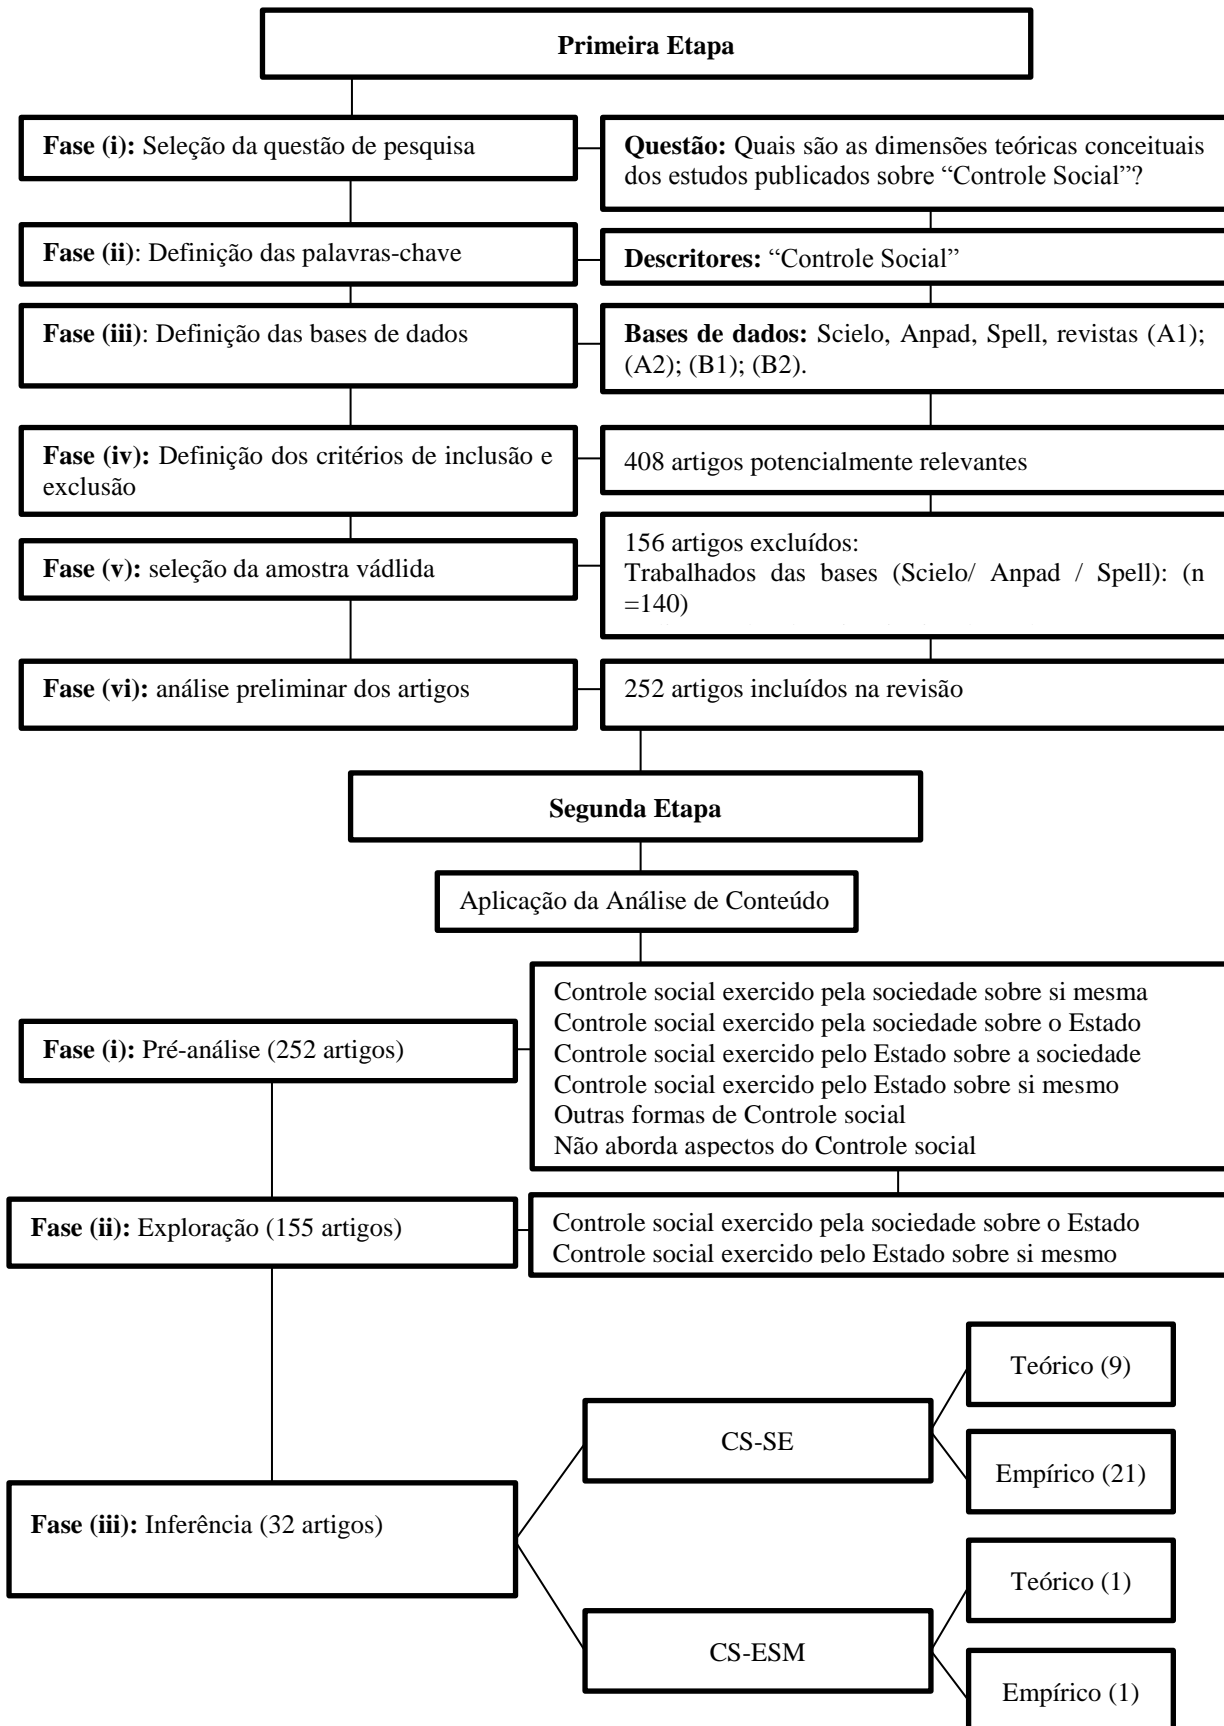 Primeira Etapa
Fase (i): Seleção da questão de pesquisa
Questão: Quais são as dimensões teóricas conceituais
dos estudos publicados sobre “Controle Social”?
Fase (ii): Definição das palavras-chave
Descritores: “Controle Social”
Fase (iii): Definição das bases de dados
Bases de dados: Scielo, Anpad, Spell, revistas (A1);
(A2); (B1); (B2).
Fase (iv): Definição dos critérios de inclusão e
exclusão
408 artigos potencialmente relevantes
Fase (v): seleção da amostra vádlida
156 artigos excluídos:
Trabalhados das bases (Scielo/ Anpad / Spell): (n
=140)
Fase (vi): análise preliminar dos artigos
252 artigos incluídos na revisão
Segunda Etapa
Aplicação da Análise de Conteúdo
Fase (i): Pré-análise (252 artigos)
Controle social exercido pela sociedade sobre si mesma
Controle social exercido pela sociedade sobre o Estado
Controle social exercido pelo Estado sobre a sociedade
Controle social exercido pelo Estado sobre si mesmo
Outras formas de Controle social
Não aborda aspectos do Controle social
Fase (ii): Exploração (155 artigos)
Controle social exercido pela sociedade sobre o Estado
Controle social exercido pelo Estado sobre si mesmo
Fase (iii): Inferência (32 artigos)
CS-SE
Teórico (9)
Empírico (21)
CS-ESM
Teórico (1)
Empírico (1)